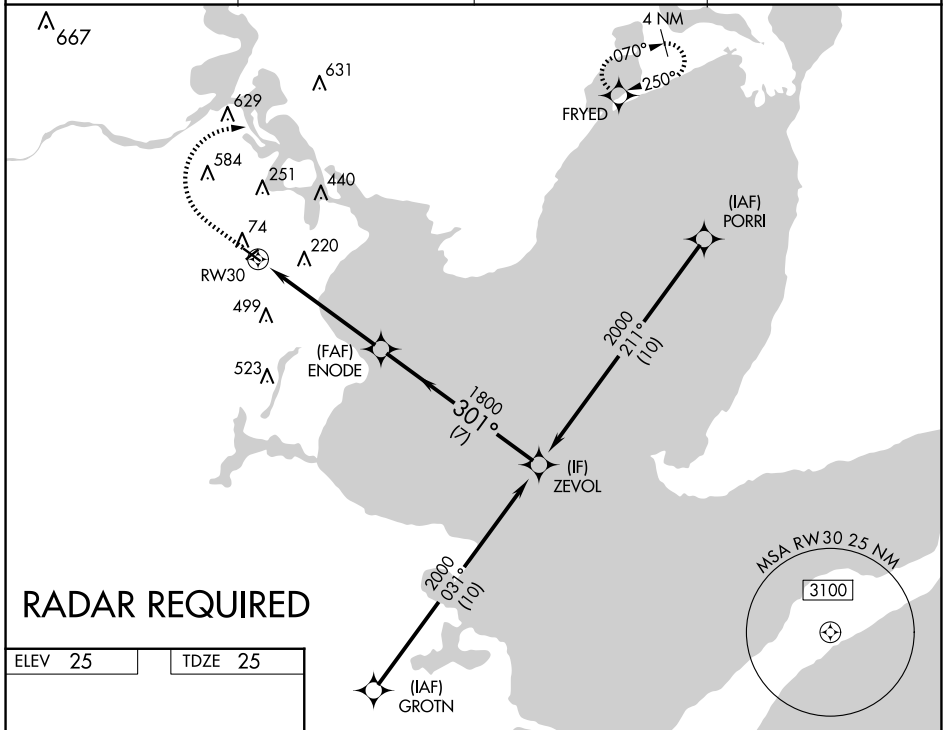 667
4 NM
070°
250°
FRYED
631
629
584
251
440
74
220
RW30
499
523
(IAF)
PORRI
2000
211°
(10)
(FAF)
ENODE
1800
301°
(7)
(IF)
ZEVOL
2000
031°
(10)
(IAF)
GROTN
MSA RW30 25 NM
3100
RADAR REQUIRED
ELEV 25
TDZE 25